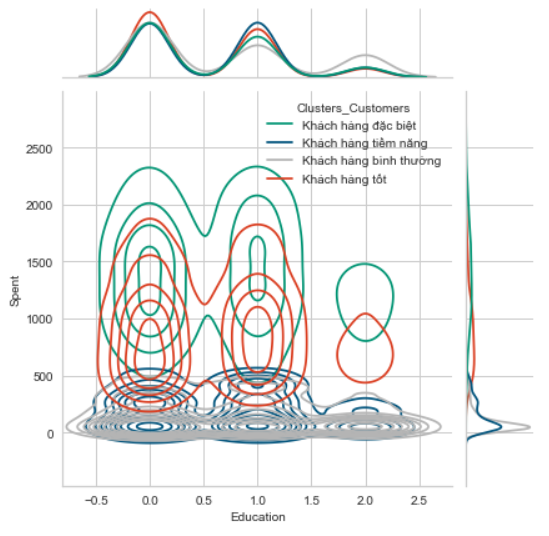 Clusters_Customers
Khách hàng đặc biệt
Khách hàng tiềm năng
Khách hàng bình thường
Khách hàng tốt
2500
2000
1500
1000
500
0
Spent
−0.5 0.0 0.5 1.0 1.5 2.0 2.5
Education